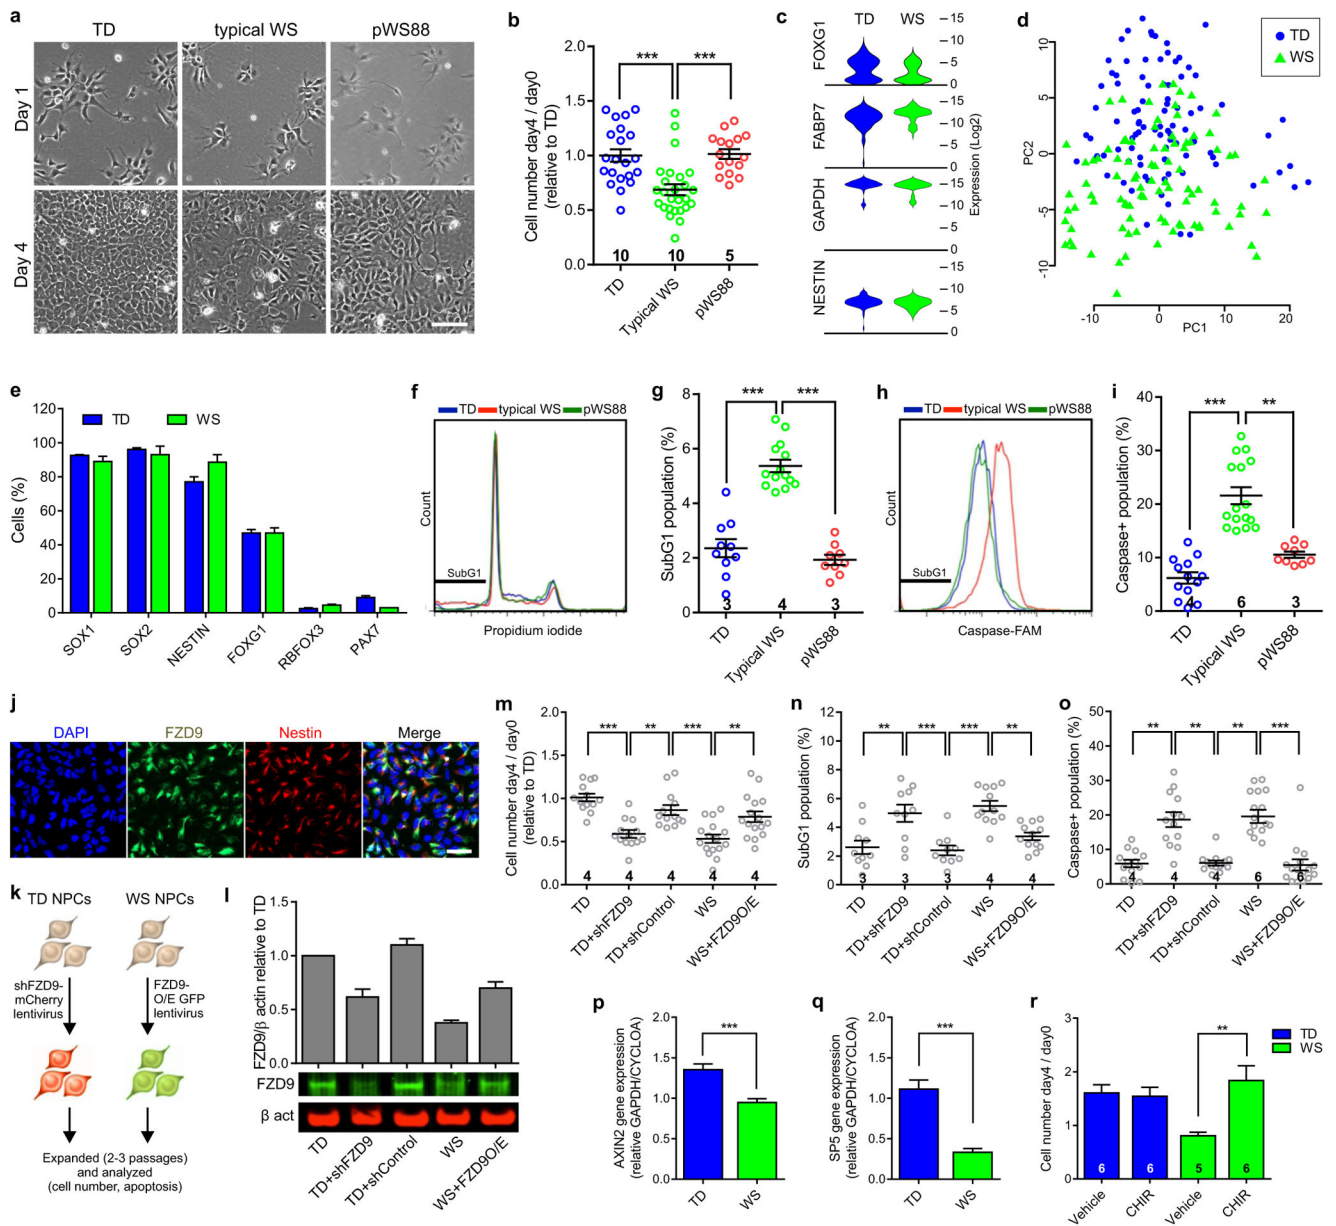 a
TD
typical WS
pWS88
Day 1
Day 4
b
Cell number day4 / day0
(relative to TD)
2.0
1.5
1.0
0.5
0.0
***
***
10
10
5
TD
Typical WS
pWS88
c
TD
WS
FOXG1
FABP7
GAPDH
NESTIN
15
10
5
0
15
10
5
0
15
10
5
0
15
10
5
0
Expression (Log2)
d
TD
WS
PC2
10
5
0
-5
-10
-10
0
10
20
PC1
e
TD
WS
Cells (%)
120
100
80
60
40
20
0
SOX1
SOX2
NESTIN
FOXG1
RBFOX3
PAX7
f
TD
typical WS
pWS88
Count
SubG1
Propidium iodide
g
SubG1 population (%)
8
6
4
2
0
***
***
3
4
3
TD
Typical WS
pWS88
h
TD
typical WS
pWS88
Count
SubG1
Caspase-FAM
i
Caspase+ population (%)
40
30
20
10
0
***
**
4
6
3
TD
Typical WS
pWS88
j
DAPI
FZD9
Nestin
Merge
k
TD NPCs
WS NPCs
shFZD9-
mCherry
lentivirus
FZD9-
O/E GFP
lentivirus
Expanded (2-3 passages)
and analyzed
(cell number, apoptosis)
l
FZD9/β actin relative to TD
1.5
1.0
0.5
0.0
FZD9
β act
TD
TD+shFZD9
TD+shControl
WS
WS+FZD9O/E
m
Cell number day4 / day0
(relative to TD)
2.0
1.5
1.0
0.5
0.0
***
**
***
**
4
4
4
4
4
TD
TD+shFZD9
TD+shControl
WS
WS+FZD9O/E
n
SubG1 population (%)
12
10
8
6
4
2
0
**
***
***
**
3
3
3
4
4
TD
TD+shFZD9
TD+shControl
WS
WS+FZD9O/E
o
Caspase+ population (%)
50
40
30
20
10
0
**
**
**
***
4
4
4
6
6
TD
TD+shFZD9
TD+shControl
WS
WS+FZD9O/E
p
AXIN2 gene expression
(relative GAPDH/CYCLOA)
2.0
1.5
1.0
0.5
0.0
***
TD
WS
q
SP5 gene expression
(relative GAPDH/CYCLOA)
2.0
1.5
1.0
0.5
0.0
***
TD
WS
r
Cell number day4 / day0
3
2
1
0
**
TD
WS
6
6
5
6
Vehicle
CHIR
Vehicle
CHIR